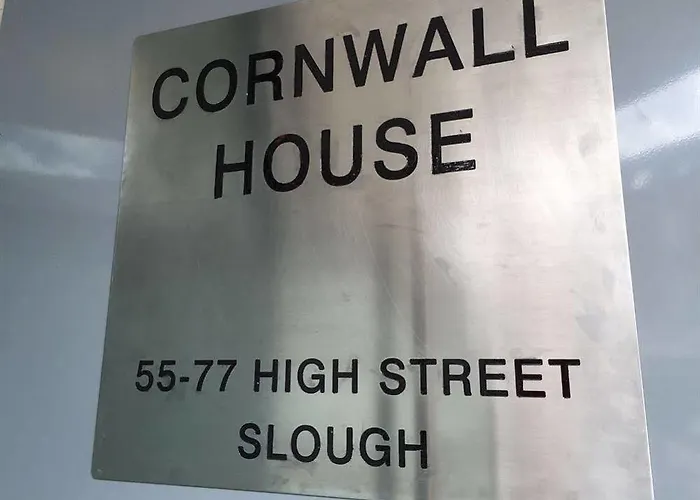 CORNWALL
HOUSE
55-77 HIGH STREET
SLOUGH